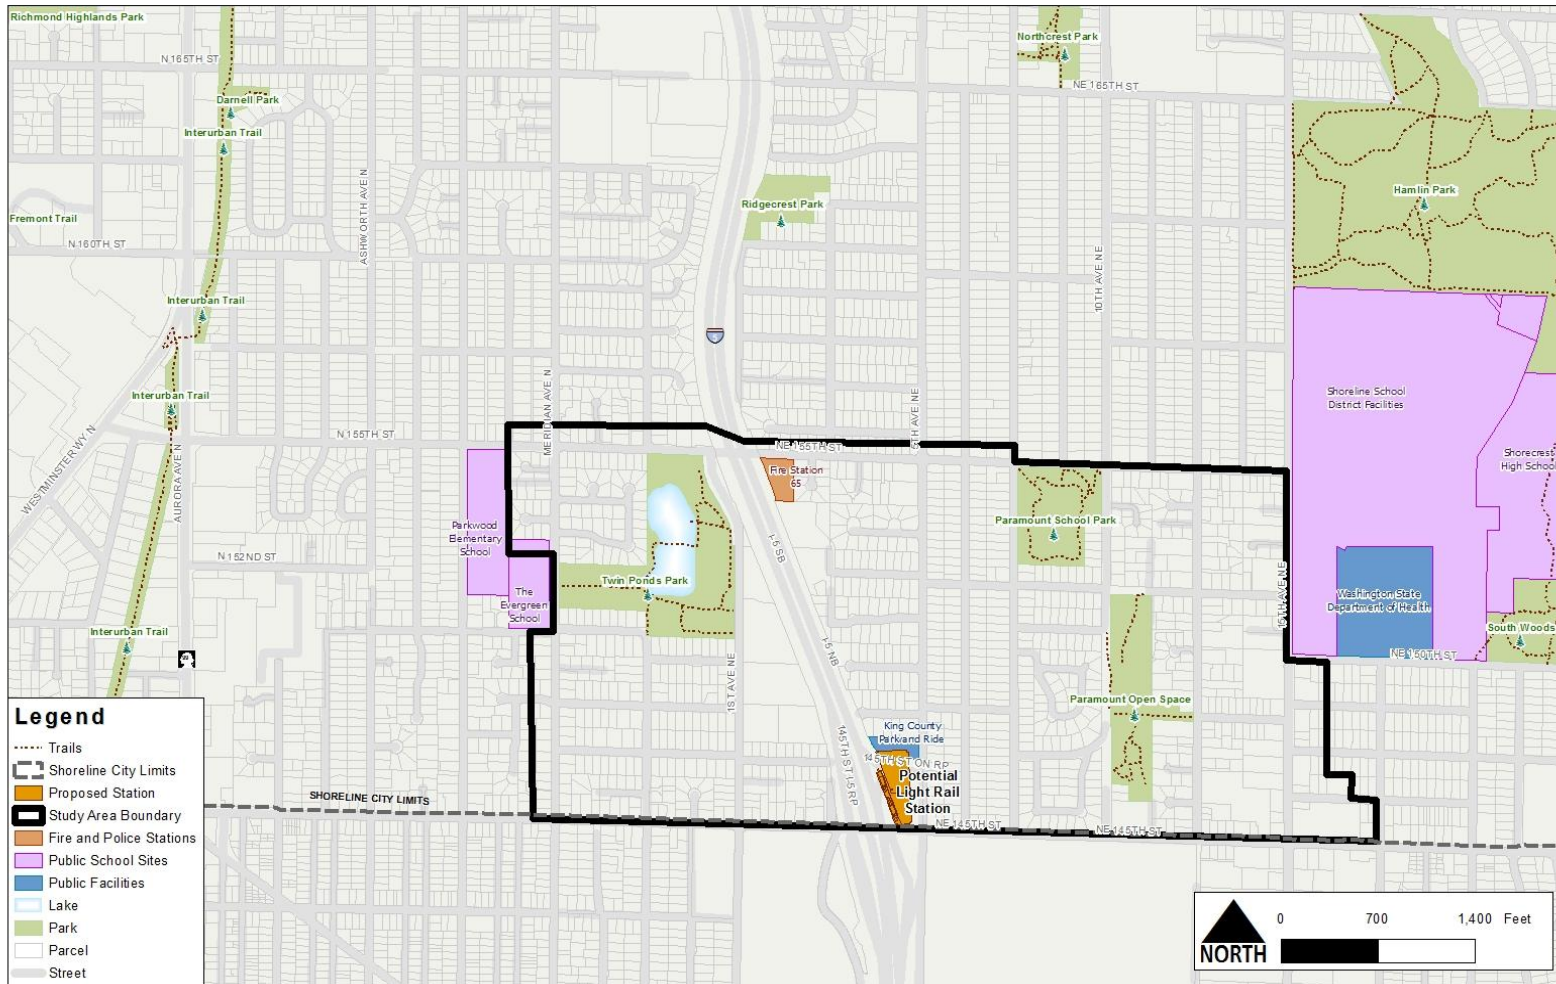 Richmond Highlands Park
Northcrest Park
N 165TH ST
NE 165TH ST
Darnell Park
Interurban Trail
ASHWORTH AVE N
Hamlin Park
Ridgecrest Park
Fremont Trail
N 160TH ST
10TH AVE NE
Interurban Trail
Interurban Trail
MERIDIAN AVE N
5TH AVE NE
Shoreline School
District Facilities
WESTMINSTER WY N
AURORA AVE N
N 155TH ST
NE 155TH ST
Shorecrest
High School
Fire Station
65
Parkwood
Elementary
School
Paramount School Park
N 152ND ST
I-5 SB
Twin Ponds Park
The
Evergreen
School
15TH AVE NE
Washington State
Department of Health
Interurban Trail
South Woods
I-5 NB
NE 150TH ST
1ST AVE NE
Paramount Open Space
King County
Park and Ride
145TH ST I-5 RP
145TH ST ON RP
Potential
Light Rail
Station
SHORELINE CITY LIMITS
NE 145TH ST
NE 145TH ST
Legend
Trails
Shoreline City Limits
Proposed Station
Study Area Boundary
Fire and Police Stations
Public School Sites
Public Facilities
Lake
Park
Parcel
Street
NORTH
0 700 1,400 Feet